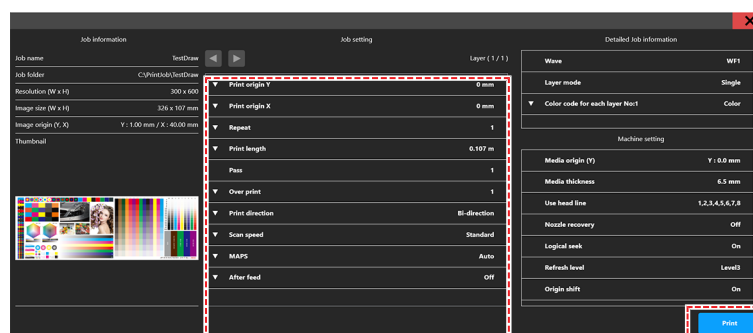 Job information
Job name TestDraw
Job folder C:\PrintJob\TestDraw
Resolution (W x H) 300 x 600
Image size (W x H) 326 x 107 mm
Image origin (Y, X) Y : 1.00 mm / X : 40.00 mm
Thumbnail
Job setting
Layer ( 1 / 1 )
Print origin Y 0 mm
Print origin X 0 mm
Repeat 1
Print length 0.107 m
Pass 1
Over print 1
Print direction Bi-direction
Scan speed Standard
MAPS Auto
After feed Off
Detailed Job information
Wave WF1
Layer mode Single
Color code for each layer No:1 Color
Machine setting
Media origin (Y) Y : 0.0 mm
Media thickness 6.5 mm
Use head line 1,2,3,4,5,6,7,8
Nozzle recovery Off
Logical seek On
Refresh level Level3
Origin shift On
Print